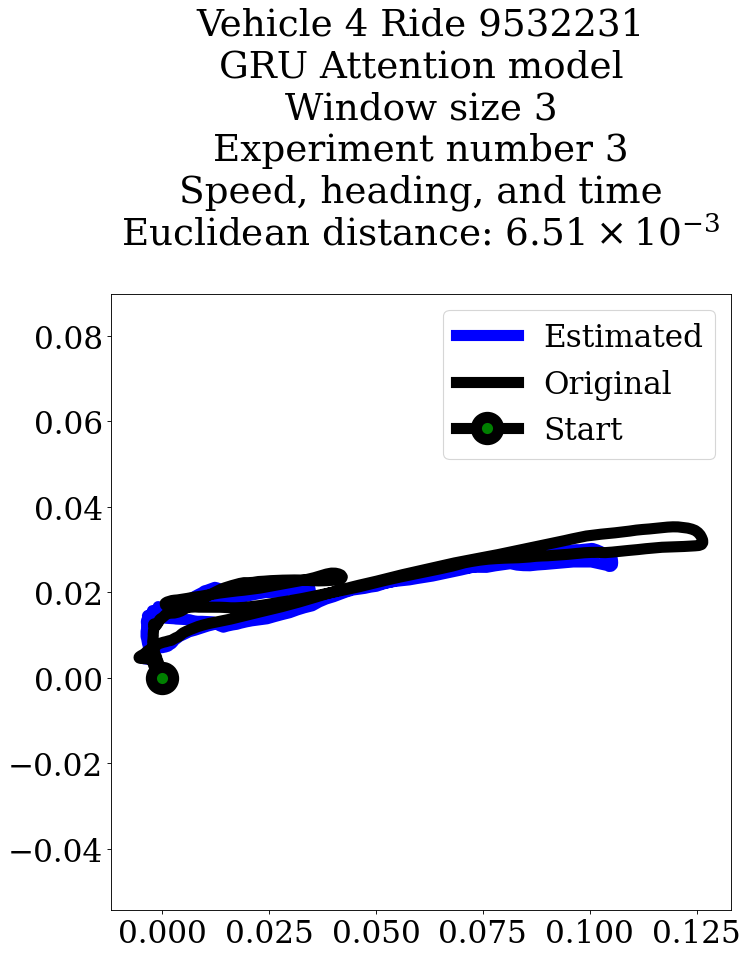 Vehicle 4 Ride 9532231
GRU Attention model
Window size 3
Experiment number 3
Speed, heading, and time
Euclidean distance: 6.51 × 10⁻³
Estimated
Original
Start
0.08
0.06
0.04
0.02
0.00
−0.02
−0.04
0.000 0.025 0.050 0.075 0.100 0.125